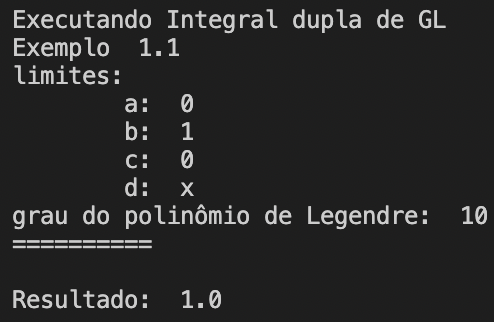 Executando Integral dupla de GL
Exemplo  1.1
limites:
        a:  0
        b:  1
        c:  0
        d:  x
grau do polinômio de Legendre:  10
==========

Resultado:  1.0